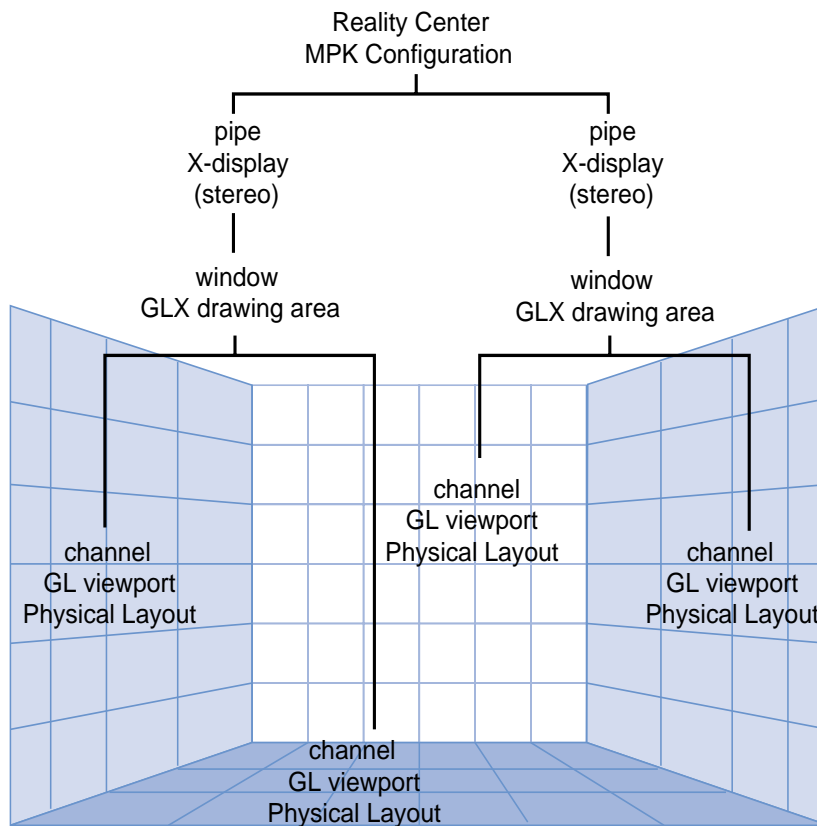 Reality Center
MPK Configuration
pipe
X-display
(stereo)
pipe
X-display
(stereo)
window
GLX drawing area
window
GLX drawing area
channel
GL viewport
Physical Layout
channel
GL viewport
Physical Layout
channel
GL viewport
Physical Layout
channel
GL viewport
Physical Layout